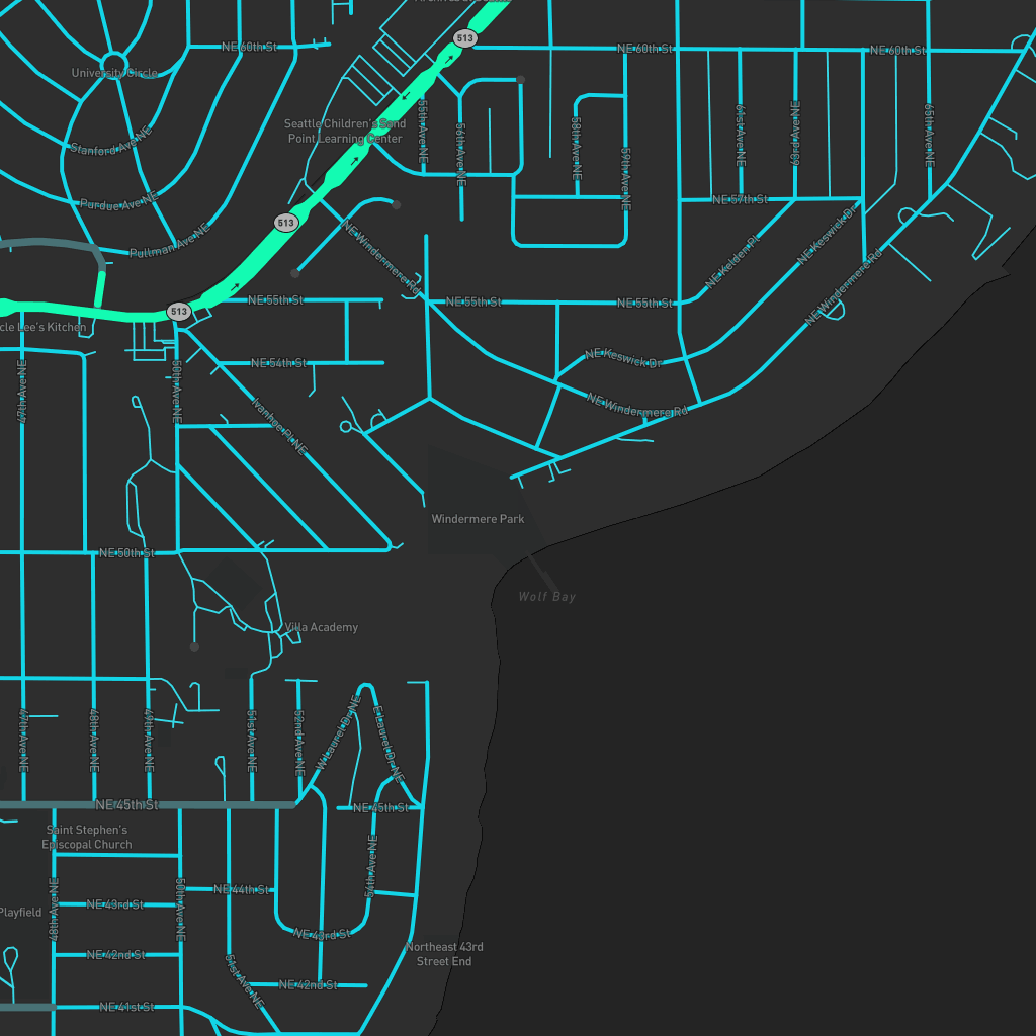 513
NE 60th St
NE 60th St
NE 60th St
University Circle
Seattle Children's Sand
Point Learning Center
55th Ave NE
56th Ave NE
58th Ave NE
59th Ave NE
61st Ave NE
63rd Ave NE
65th Ave NE
Stanford Ave NE
Purdue Ave NE
Pullman Ave NE
513
NE Windermere Rd
NE 57th St
NE Keswick Dr
NE Kelden Pl
NE Windermere Rd
513
NE 55th St
NE 55th St
NE 55th St
cle Lee's Kitchen
NE 54th St
NE Keswick Dr
NE Windermere Rd
47th Ave NE
50th Ave NE
Ivanhoe Pl NE
Windermere Park
NE 50th St
Wolf Bay
Villa Academy
47th Ave NE
48th Ave NE
49th Ave NE
51st Ave NE
52nd Ave NE
W Laurel Dr NE
E Laurel Dr NE
NE 45th St
NE 45th St
Saint Stephen's
Episcopal Church
54th Ave NE
NE 44th St
48th Ave NE
50th Ave NE
NE 43rd St
Playfield
NE 43rd St
Northeast 43rd
Street End
NE 42nd St
51st Ave NE
NE 42nd St
NE 41st St